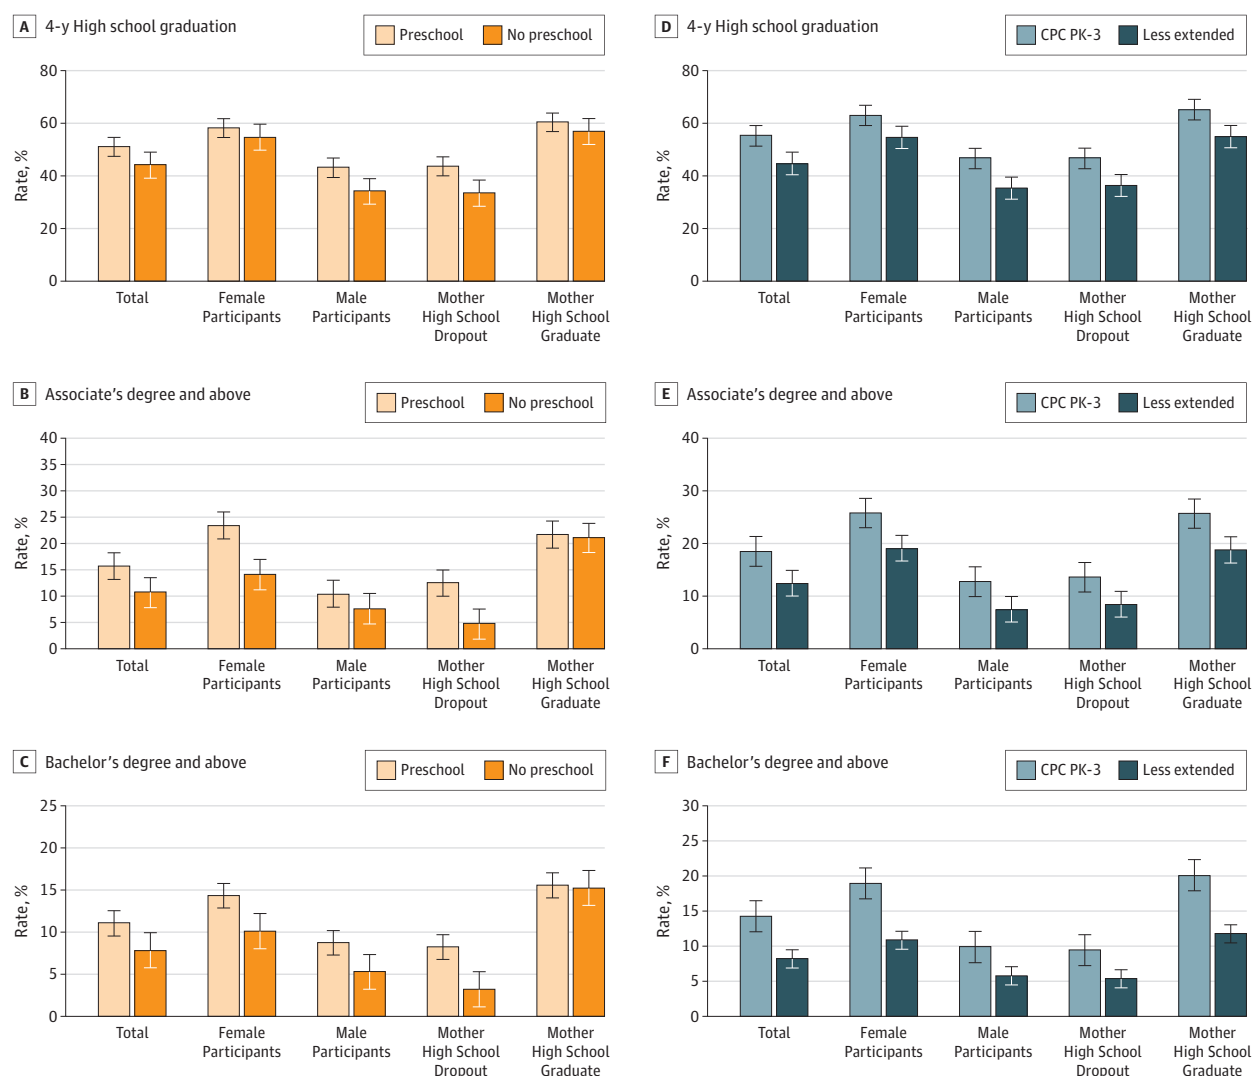 A 4-y High school graduation
Preschool No preschool
80
60
40
20
0
Rate, %
Total
Female Participants
Male Participants
Mother High School Dropout
Mother High School Graduate
B Associate's degree and above
Preschool No preschool
40
35
30
25
20
15
10
5
0
Rate, %
Total
Female Participants
Male Participants
Mother High School Dropout
Mother High School Graduate
C Bachelor's degree and above
Preschool No preschool
25
20
15
10
5
0
Rate, %
Total
Female Participants
Male Participants
Mother High School Dropout
Mother High School Graduate
D 4-y High school graduation
CPC PK-3 Less extended
80
60
40
20
0
Rate, %
Total
Female Participants
Male Participants
Mother High School Dropout
Mother High School Graduate
E Associate's degree and above
CPC PK-3 Less extended
40
30
20
10
0
Rate, %
Total
Female Participants
Male Participants
Mother High School Dropout
Mother High School Graduate
F Bachelor's degree and above
CPC PK-3 Less extended
30
25
20
15
10
5
0
Rate, %
Total
Female Participants
Male Participants
Mother High School Dropout
Mother High School Graduate